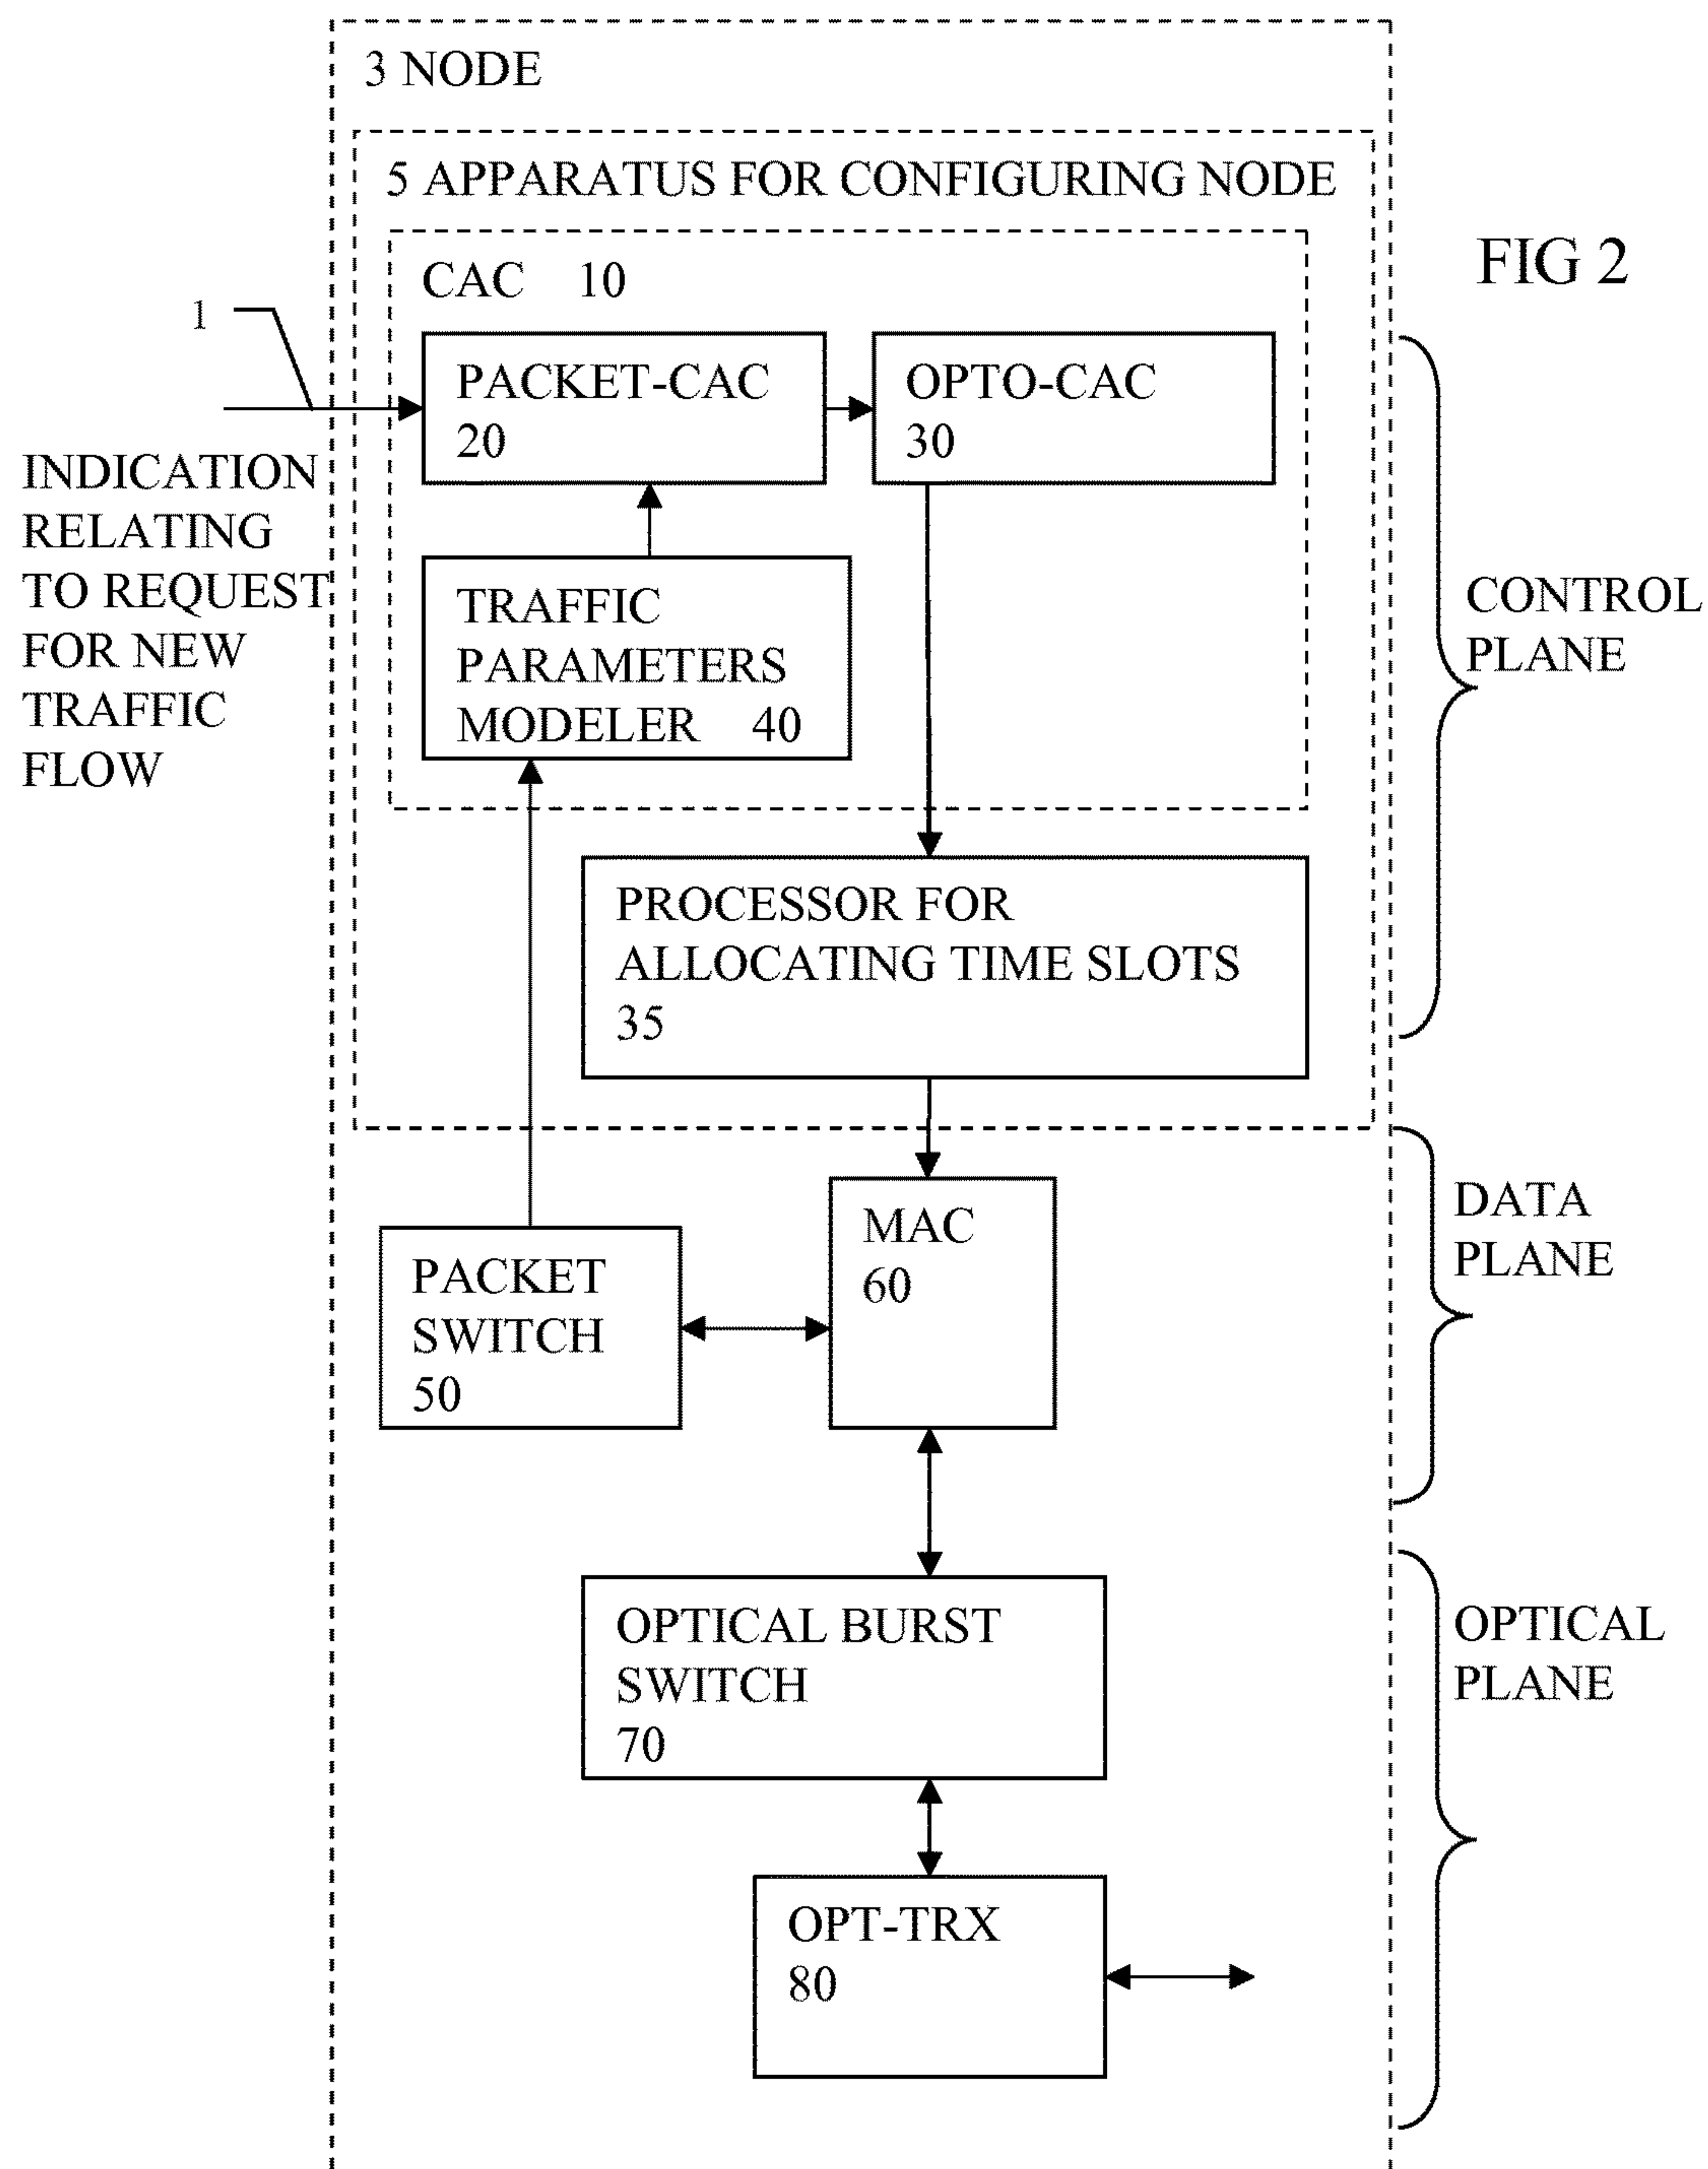 3 NODE
5 APPARATUS FOR CONFIGURING NODE
FIG 2
CAC 10
1
PACKET-CAC
20
OPTO-CAC
30
INDICATION
RELATING
TO REQUEST
FOR NEW
TRAFFIC
FLOW
TRAFFIC
PARAMETERS
MODELER 40
CONTROL
PLANE
PROCESSOR FOR
ALLOCATING TIME SLOTS
35
PACKET
SWITCH
50
MAC
60
DATA
PLANE
OPTICAL BURST
SWITCH
70
OPTICAL
PLANE
OPT-TRX
80